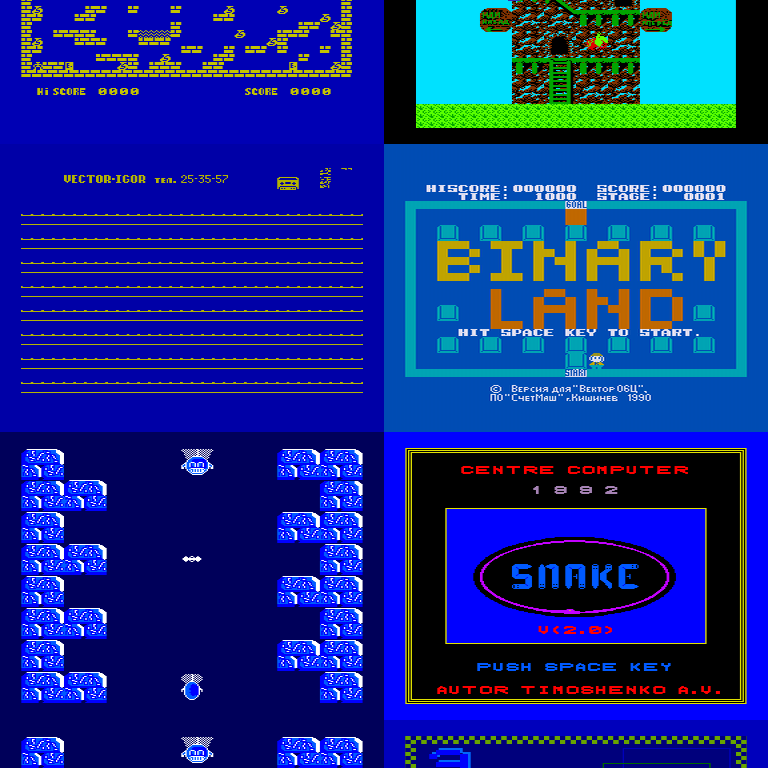 Hi SCORE 0000 SCORE 0000
VECTOR-IGOR тел. 25-35-57
HISCORE:000000 SCORE:000000
TIME: 1000 STAGE: 0001
GOAL
BINARY
LAND
HIT SPACE KEY TO START.
START
© Версия для "Вектор 06Ц",
ПО "СчетМаш" г.Кишинев 1990
CENTRE COMPUTER
1992
SNAKE
V(2.0)
PUSH SPACE KEY
AUTOR TIMOSHENKO A.V.